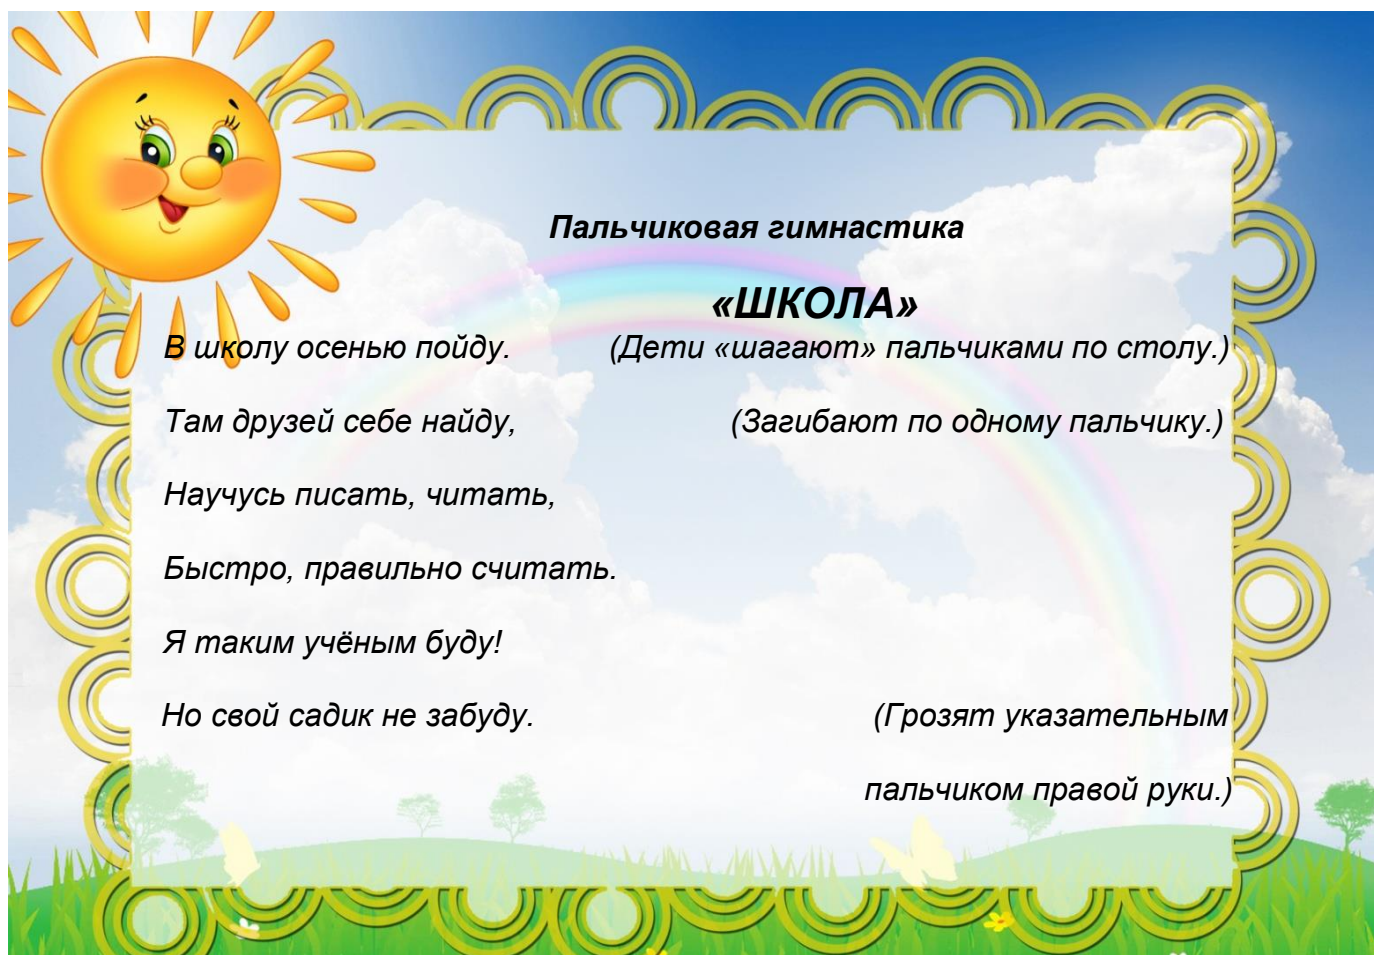 Пальчиковая гимнастика
«ШКОЛА»
В школу осенью пойду. (Дети «шагают» пальчиками по столу.)
Там друзей себе найду, (Загибают по одному пальчику.)
Научусь писать, читать,
Быстро, правильно считать.
Я таким учёным буду!
Но свой садик не забуду. (Грозят указательным
пальчиком правой руки.)